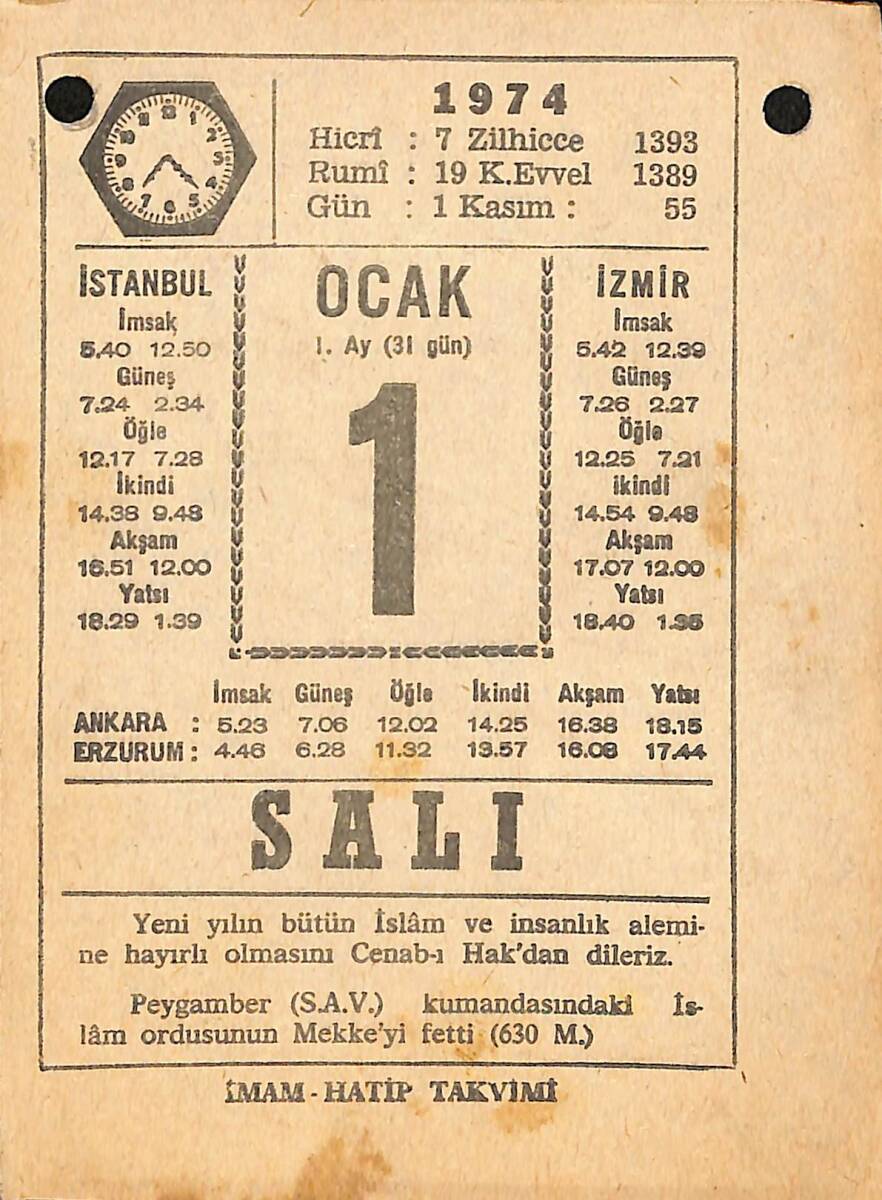 1974
Hicrî : 7 Zilhicce 1393
Rumî : 19 K.Evvel 1389
Gün : 1 Kasım : 55
İSTANBUL
İmsak
5.40 12.50
Güneş
7.24 2.34
Öğle
12.17 7.28
İkindi
14.38 9.48
Akşam
16.51 12.00
Yatsı
18.29 1.39
OCAK
1. Ay (31 gün)
1
İZMİR
İmsak
5.42 12.39
Güneş
7.26 2.27
Öğle
12.25 7.21
ikindi
14.54 9.48
Akşam
17.07 12.00
Yatsı
18.40 1.35
İmsak Güneş Öğle İkindi Akşam Yatsı
ANKARA : 5.23 7.06 12.02 14.25 16.38 18.15
ERZURUM : 4.46 6.28 11.32 13.57 16.08 17.44
SALI
Yeni yılın bütün İslâm ve insanlık alemi-
ne hayırlı olmasını Cenab-ı Hak'dan dileriz.
Peygamber (S.A.V.) kumandasındaki İs-
lâm ordusunun Mekke'yi fetti (630 M.)
İMAM - HATİP TAKVİMİ